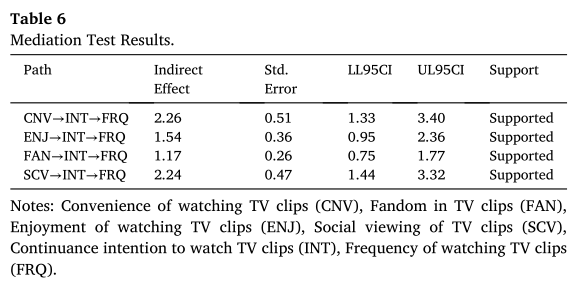 Table 6
Mediation Test Results.
Path Indirect Effect Std. Error LL95CI UL95CI Support
CNV→INT→FRQ 2.26 0.51 1.33 3.40 Supported
ENJ→INT→FRQ 1.54 0.36 0.95 2.36 Supported
FAN→INT→FRQ 1.17 0.26 0.75 1.77 Supported
SCV→INT→FRQ 2.24 0.47 1.44 3.32 Supported
Notes: Convenience of watching TV clips (CNV), Fandom in TV clips (FAN),
Enjoyment of watching TV clips (ENJ), Social viewing of TV clips (SCV),
Continuance intention to watch TV clips (INT), Frequency of watching TV clips
(FRQ).